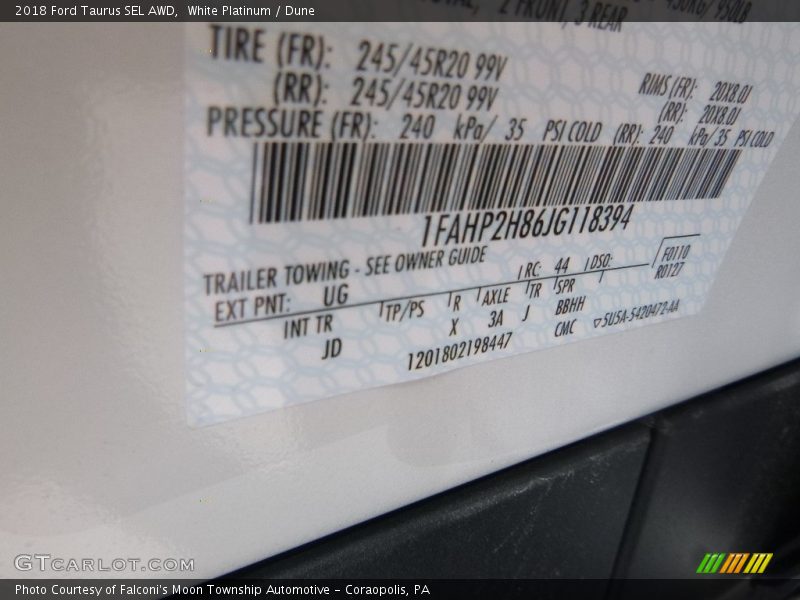 2018 Ford Taurus SEL AWD, White Platinum / Dune
2 FRONT, 3 REAR
TIRE (FR): 245/45R20 99V RIMS (FR): 20X8.0J
(RR): 245/45R20 99V (RR): 20X8.0J
PRESSURE (FR): 240 kPa/ 35 PSI COLD (RR): 240 kPa/35 PSI COLD
1FAHP2H86JG118394
TRAILER TOWING - SEE OWNER GUIDE RC: 44 DSO: F0110
EXT PNT: UG R0127
INT TR TP/PS R AXLE TR SPR
JD X 3A J BBHH
1201802198447 CMC ▽5U5A-5420472-AA
GTCARLOT.COM
Photo Courtesy of Falconi's Moon Township Automotive - Coraopolis, PA